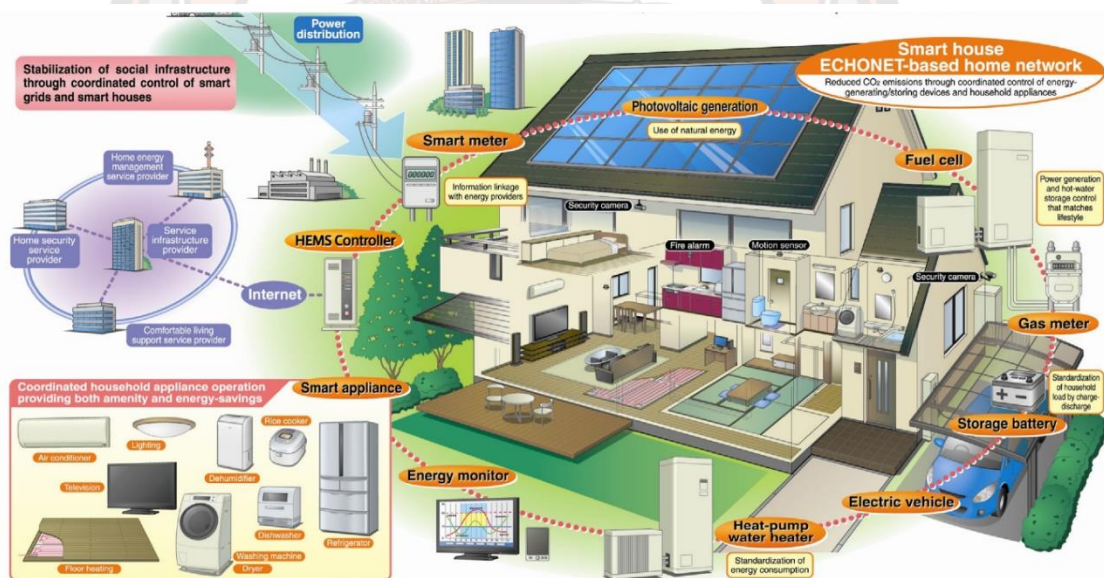 Power
distribution
Stabilization of social infrastructure
through coordinated control of smart
grids and smart houses
Smart house
ECHONET-based home network
Reduced CO₂ emissions through coordinated control of energy-
generating/storing devices and household appliances
Photovoltaic generation
Use of natural energy
Smart meter
000000
Information linkage
with energy providers
Fuel cell
Power generation
and hot-water
storage control
that matches
lifestyle
Home energy
management
service provider
Home security
service
provider
Service
infrastructure
provider
Comfortable living
support service provider
Internet
HEMS Controller
Security camera
Fire alarm
Motion sensor
Security camera
Gas meter
Standardization
of household
load by charge-
discharge
Storage battery
Electric vehicle
Heat-pump
water heater
Standardization of
energy consumption
Energy monitor
Smart appliance
Coordinated household appliance operation
providing both amenity and energy-savings
Air conditioner
Lighting
Dehumidifier
Rice cooker
Television
Dishwasher
Refrigerator
Floor heating
Washing machine
Dryer